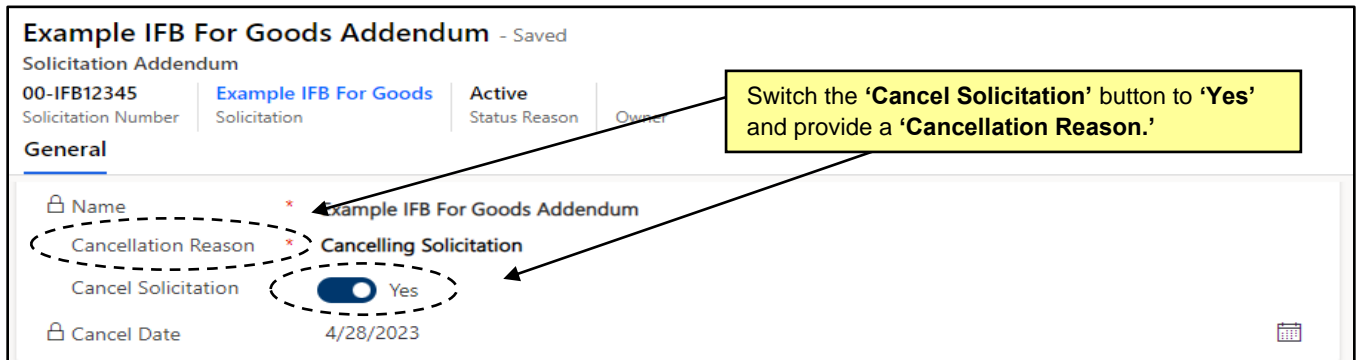 Example IFB For Goods Addendum - Saved
Solicitation Addendum
00-IFB12345 Example IFB For Goods Active
Solicitation Number Solicitation Status Reason Owner
Switch the ‘Cancel Solicitation’ button to ‘Yes’
and provide a ‘Cancellation Reason.’
General
Name * Example IFB For Goods Addendum
Cancellation Reason * Cancelling Solicitation
Cancel Solicitation Yes
Cancel Date 4/28/2023